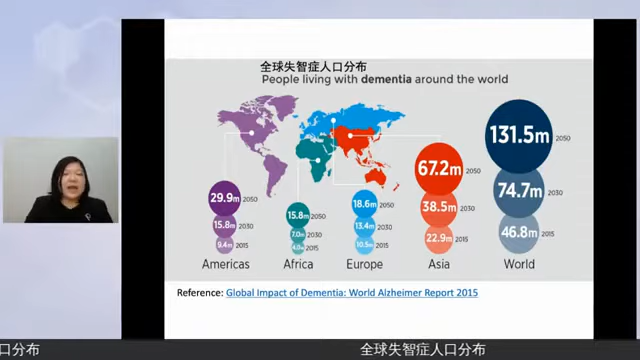 全球失智症人口分布
People living with dementia around the world
131.5m 2050
67.2m 2050
29.9m 2050
18.6m 2050
15.8m 2050
74.7m 2030
38.5m 2030
15.8m 2030
13.4m 2030
7.0m 2030
46.8m 2015
22.9m 2015
9.4m 2015
10.5m 2015
4.0m 2015
Americas Africa Europe Asia World
Reference: Global Impact of Dementia: World Alzheimer Report 2015
口分布
全球失智症人口分布